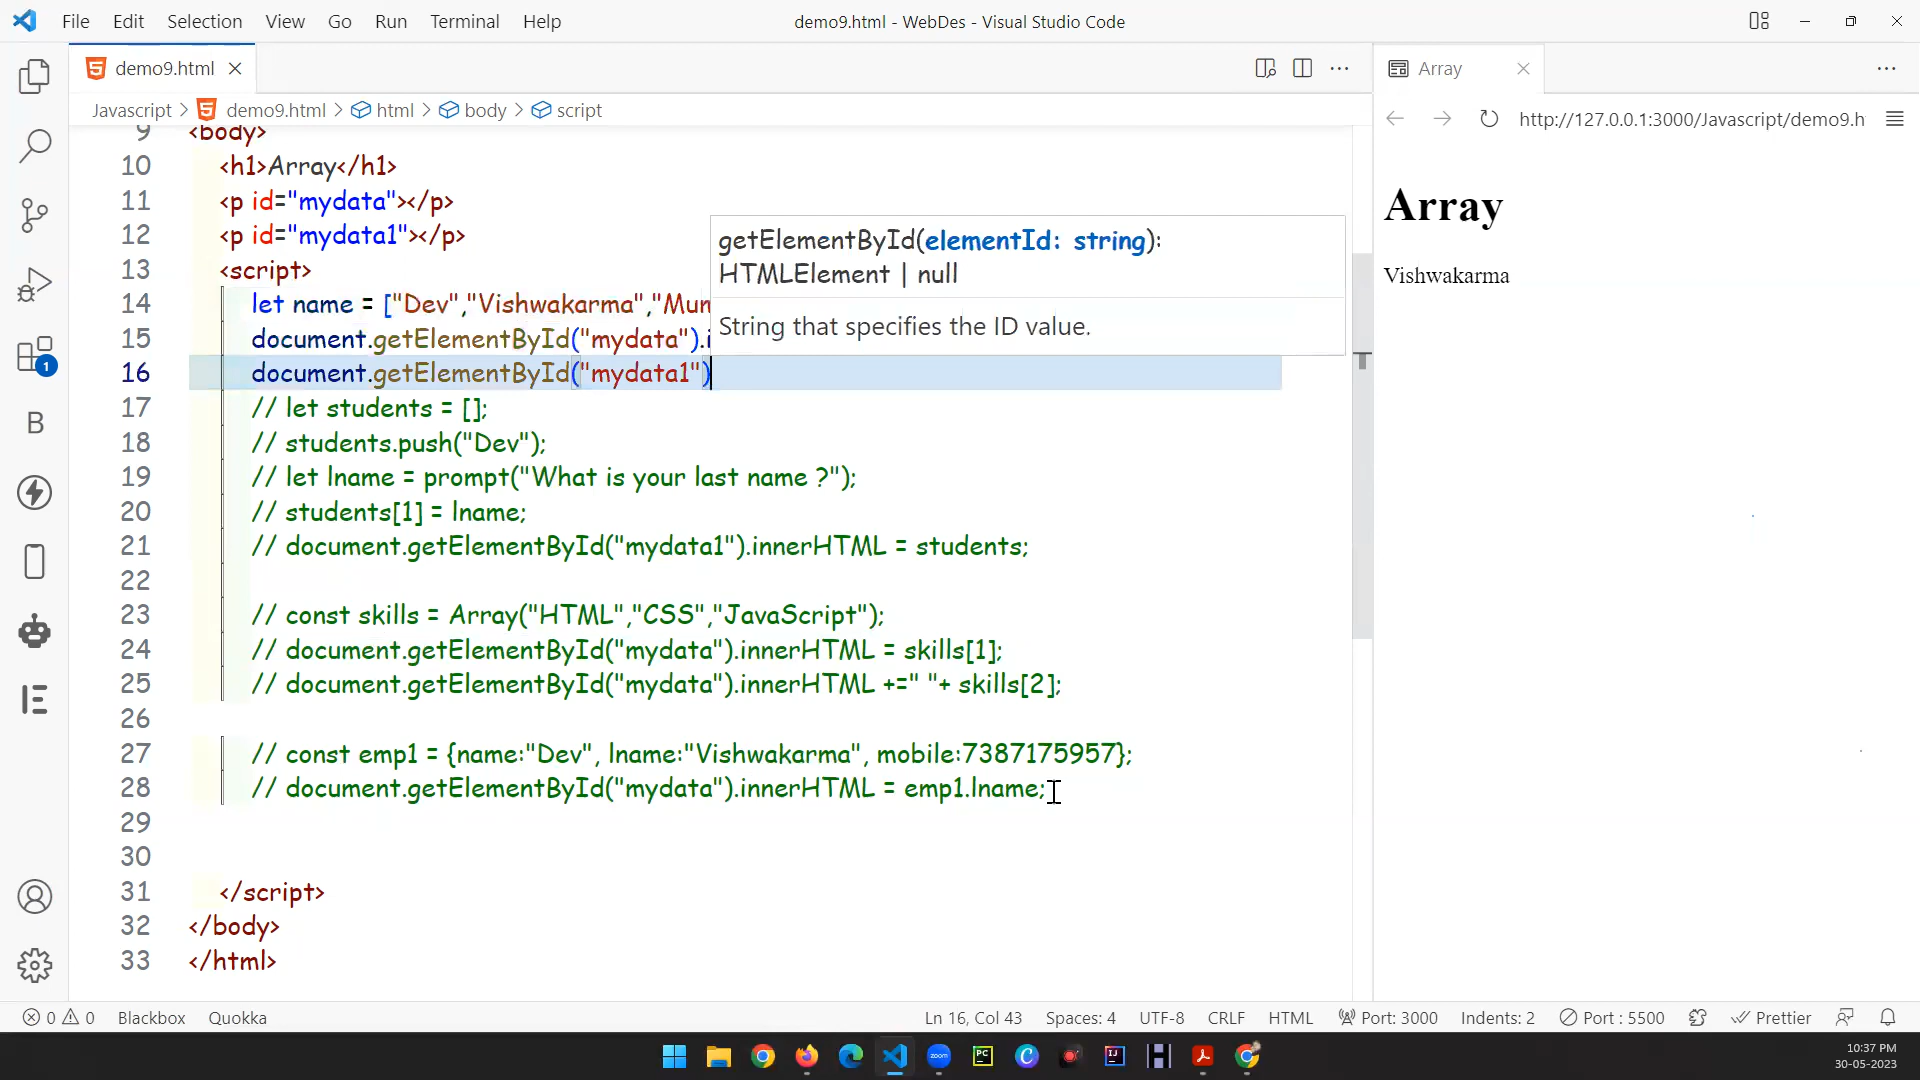 File Edit Selection View Go Run Terminal Help
demo9.html - WebDes - Visual Studio Code
demo9.html
Array
Javascript > demo9.html > html > body > script
http://127.0.0.1:3000/Javascript/demo9.h
9 <body>
10 <h1>Array</h1>
11 <p id="mydata"></p>
12 <p id="mydata1"></p>
13 <script>
14 let name = ["Dev","Vishwakarma","Mun
15 document.getElementById("mydata").i
16 document.getElementById("mydata1")
17 // let students = [];
18 // students.push("Dev");
19 // let lname = prompt("What is your last name ?");
20 // students[1] = lname;
21 // document.getElementById("mydata1").innerHTML = students;
22
23 // const skills = Array("HTML","CSS","JavaScript");
24 // document.getElementById("mydata").innerHTML = skills[1];
25 // document.getElementById("mydata").innerHTML +=" "+ skills[2];
26
27 // const emp1 = {name:"Dev", lname:"Vishwakarma", mobile:7387175957};
28 // document.getElementById("mydata").innerHTML = emp1.lname;
29
30
31 </script>
32 </body>
33 </html>
getElementById(elementId: string):
HTMLElement | null
String that specifies the ID value.
Array
Vishwakarma
1
B
0 0 Blackbox Quokka
Ln 16, Col 43 Spaces: 4 UTF-8 CRLF HTML Port: 3000 Indents: 2 Port : 5500 Prettier
zoom
PC
C
IJ
H
10:37 PM
30-05-2023